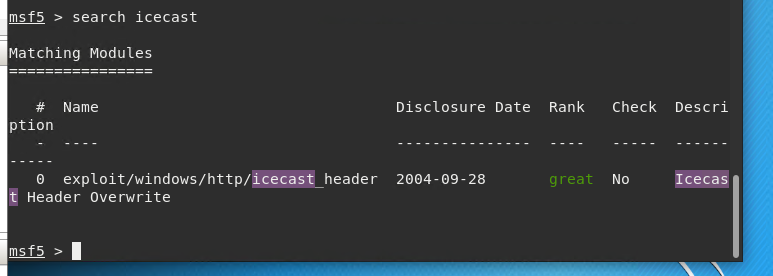 msf5 > search icecast
Matching Modules
================
# Name Disclosure Date Rank Check Descri
ption
- ---- --------------- ---- ----- ------
-----
0 exploit/windows/http/icecast_header 2004-09-28 great No Icecas
t Header Overwrite
msf5 >